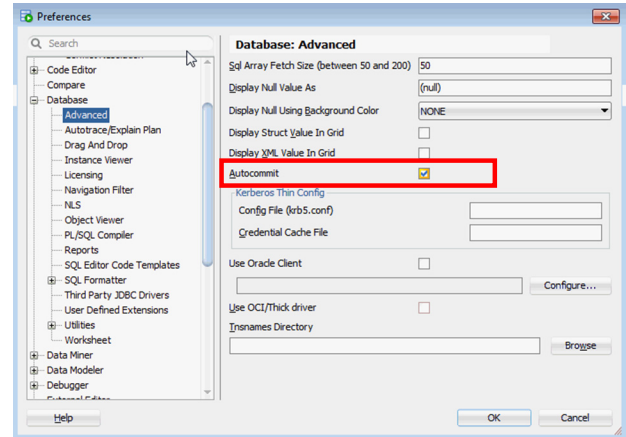 Preferences
Search
Database: Advanced
Code Editor
Compare
Database
Advanced
Autotrace/Explain Plan
Drag And Drop
Instance Viewer
Licensing
Navigation Filter
NLS
Object Viewer
PL/SQL Compiler
Reports
SQL Editor Code Templates
SQL Formatter
Third Party JDBC Drivers
User Defined Extensions
Utilities
Worksheet
Data Miner
Data Modeler
Debugger
Sql Array Fetch Size (between 50 and 200) 50
Display Null Value As (null)
Display Null Using Background Color NONE
Display Struct Value In Grid
Display XML Value In Grid
Autocommit
Kerberos Thin Config
Config File (krb5.conf)
Credential Cache File
Use Oracle Client
Configure...
Use OCI/Thick driver
Tnsnames Directory
Browse
Help
OK
Cancel